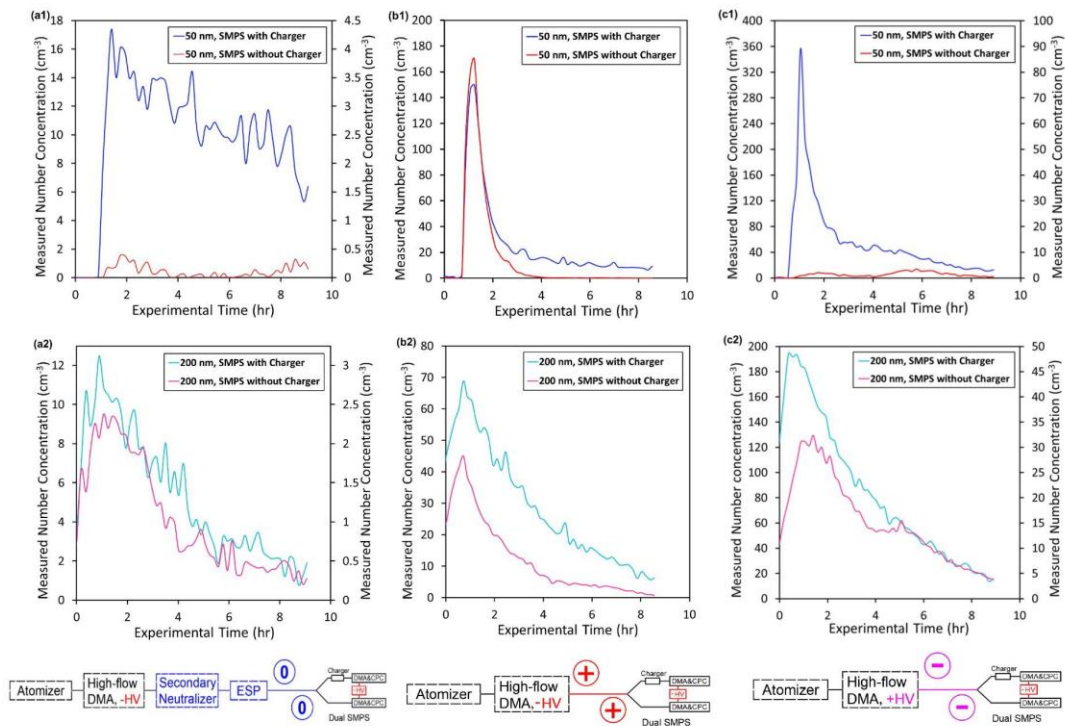 (a1)
Measured Number Concentration (cm⁻³)
18
16
14
12
10
8
6
4
2
0
50 nm, SMPS with Charger
50 nm, SMPS without Charger
4.5
4
3.5
3
2.5
2
1.5
1
0.5
0
Measured Number Concentration (cm⁻³)
0 2 4 6 8 10
Experimental Time (hr)
(b1)
Measured Number Concentration (cm⁻³)
200
180
160
140
120
100
80
60
40
20
0
50 nm, SMPS with Charger
50 nm, SMPS without Charger
0 2 4 6 8 10
Experimental Time (hr)
(c1)
Measured Number Concentration (cm⁻³)
400
360
320
280
240
200
160
120
80
40
0
50 nm, SMPS with Charger
50 nm, SMPS without Charger
100
90
80
70
60
50
40
30
20
10
0
Measured Number Concentration (cm⁻³)
0 2 4 6 8 10
Experimental Time (hr)
(a2)
Measured Number Concentration (cm⁻³)
12
10
8
6
4
2
0
200 nm, SMPS with Charger
200 nm, SMPS without Charger
3
2.5
2
1.5
1
0.5
0
Measured Number Concentration (cm⁻³)
0 2 4 6 8 10
Experimental Time (hr)
(b2)
Measured Number Concentration (cm⁻³)
80
70
60
50
40
30
20
10
0
200 nm, SMPS with Charger
200 nm, SMPS without Charger
0 2 4 6 8 10
Experimental Time (hr)
(c2)
Measured Number concentration (cm⁻³)
200
180
160
140
120
100
80
60
40
20
0
200 nm, SMPS with Charger
200 nm, SMPS without Charger
50
45
40
35
30
25
20
15
10
5
0
Measured Number Concentration (cm⁻³)
0 2 4 6 8 10
Experimental Time (hr)
Atomizer
High-flow
DMA, -HV
Secondary
Neutralizer
ESP
0
0
Charger
DMA&CPC
-HV
DMA&CPC
Dual SMPS
Atomizer
High-flow
DMA, -HV
+
+
Charger
DMA&CPC
-HV
DMA&CPC
Dual SMPS
Atomizer
High-flow
DMA, +HV
−
−
Charger
DMA&CPC
+HV
DMA&CPC
Dual SMPS